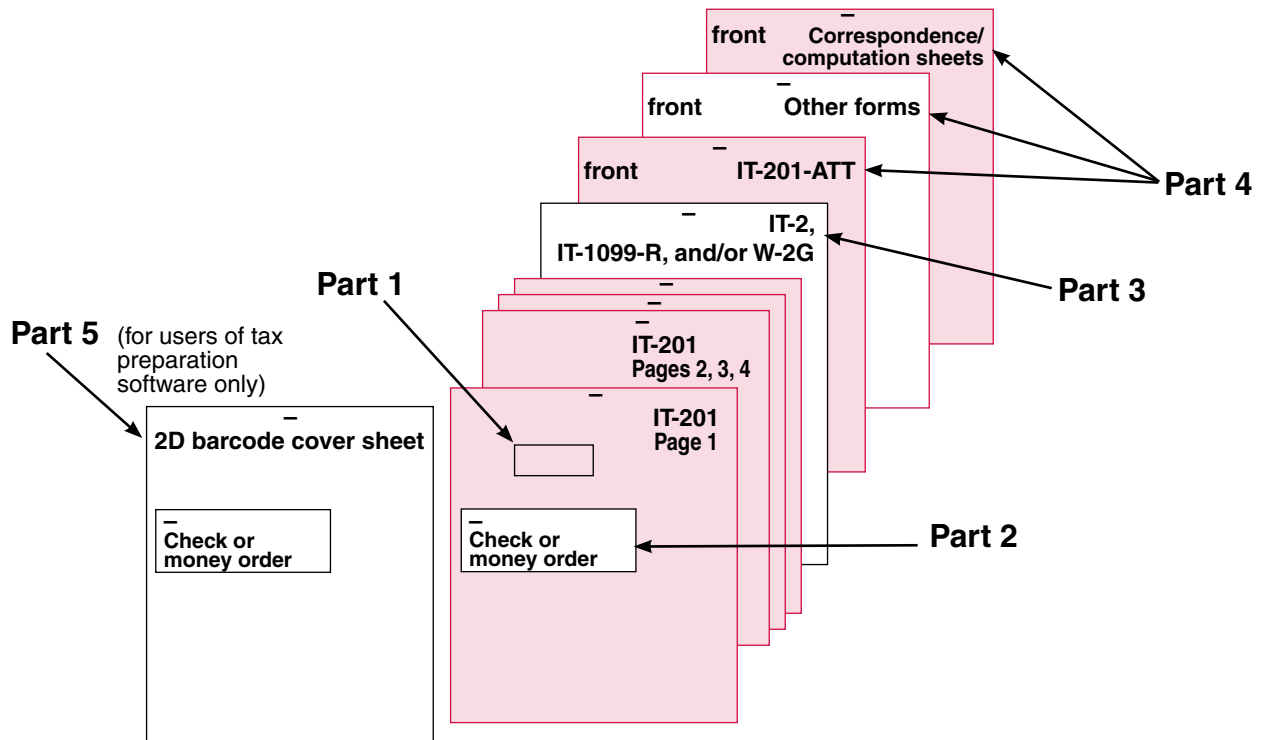 front
Correspondence/
computation sheets
front
Other forms
front
IT-201-ATT
Part 4
IT-2,
IT-1099-R, and/or W-2G
Part 3
Part 1
Part 5 (for users of tax
preparation
software only)
IT-201
Pages 2, 3, 4
IT-201
Page 1
2D barcode cover sheet
Check or
money order
Check or
money order
Part 2